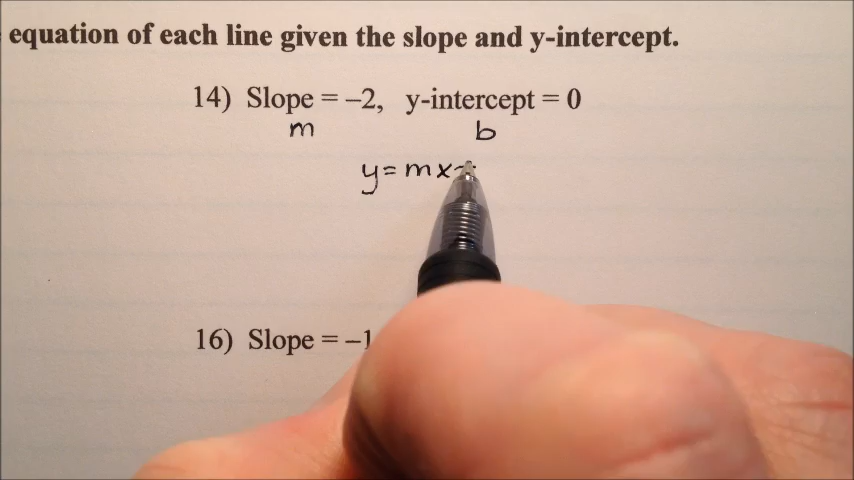 equation of each line given the slope and y-intercept.
14) Slope = –2, y-intercept = 0
m b
y = mx
16) Slope = –1